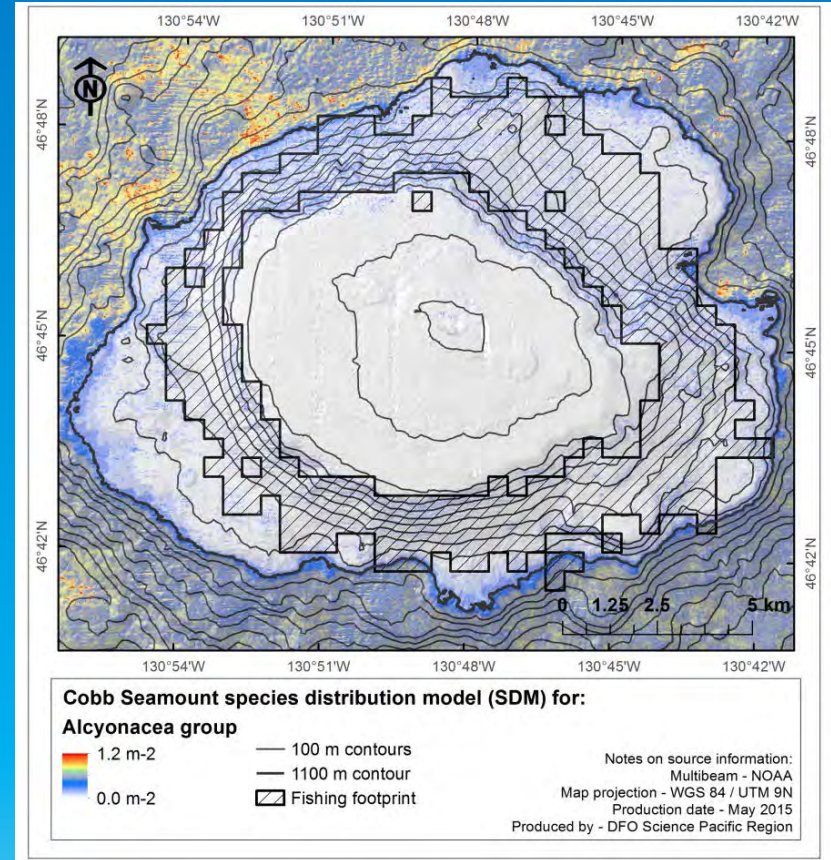 130°54'W 130°51'W 130°48'W 130°45'W 130°42'W
N
46°48'N
46°48'N
46°45'N
46°45'N
46°42'N
46°42'N
0 1.25 2.5 5 km
130°54'W 130°51'W 130°48'W 130°45'W 130°42'W
Cobb Seamount species distribution model (SDM) for:
Alcyonacea group
1.2 m-2
0.0 m-2
100 m contours
1100 m contour
Fishing footprint
Notes on source information:
Multibeam - NOAA
Map projection - WGS 84 / UTM 9N
Production date - May 2015
Produced by - DFO Science Pacific Region